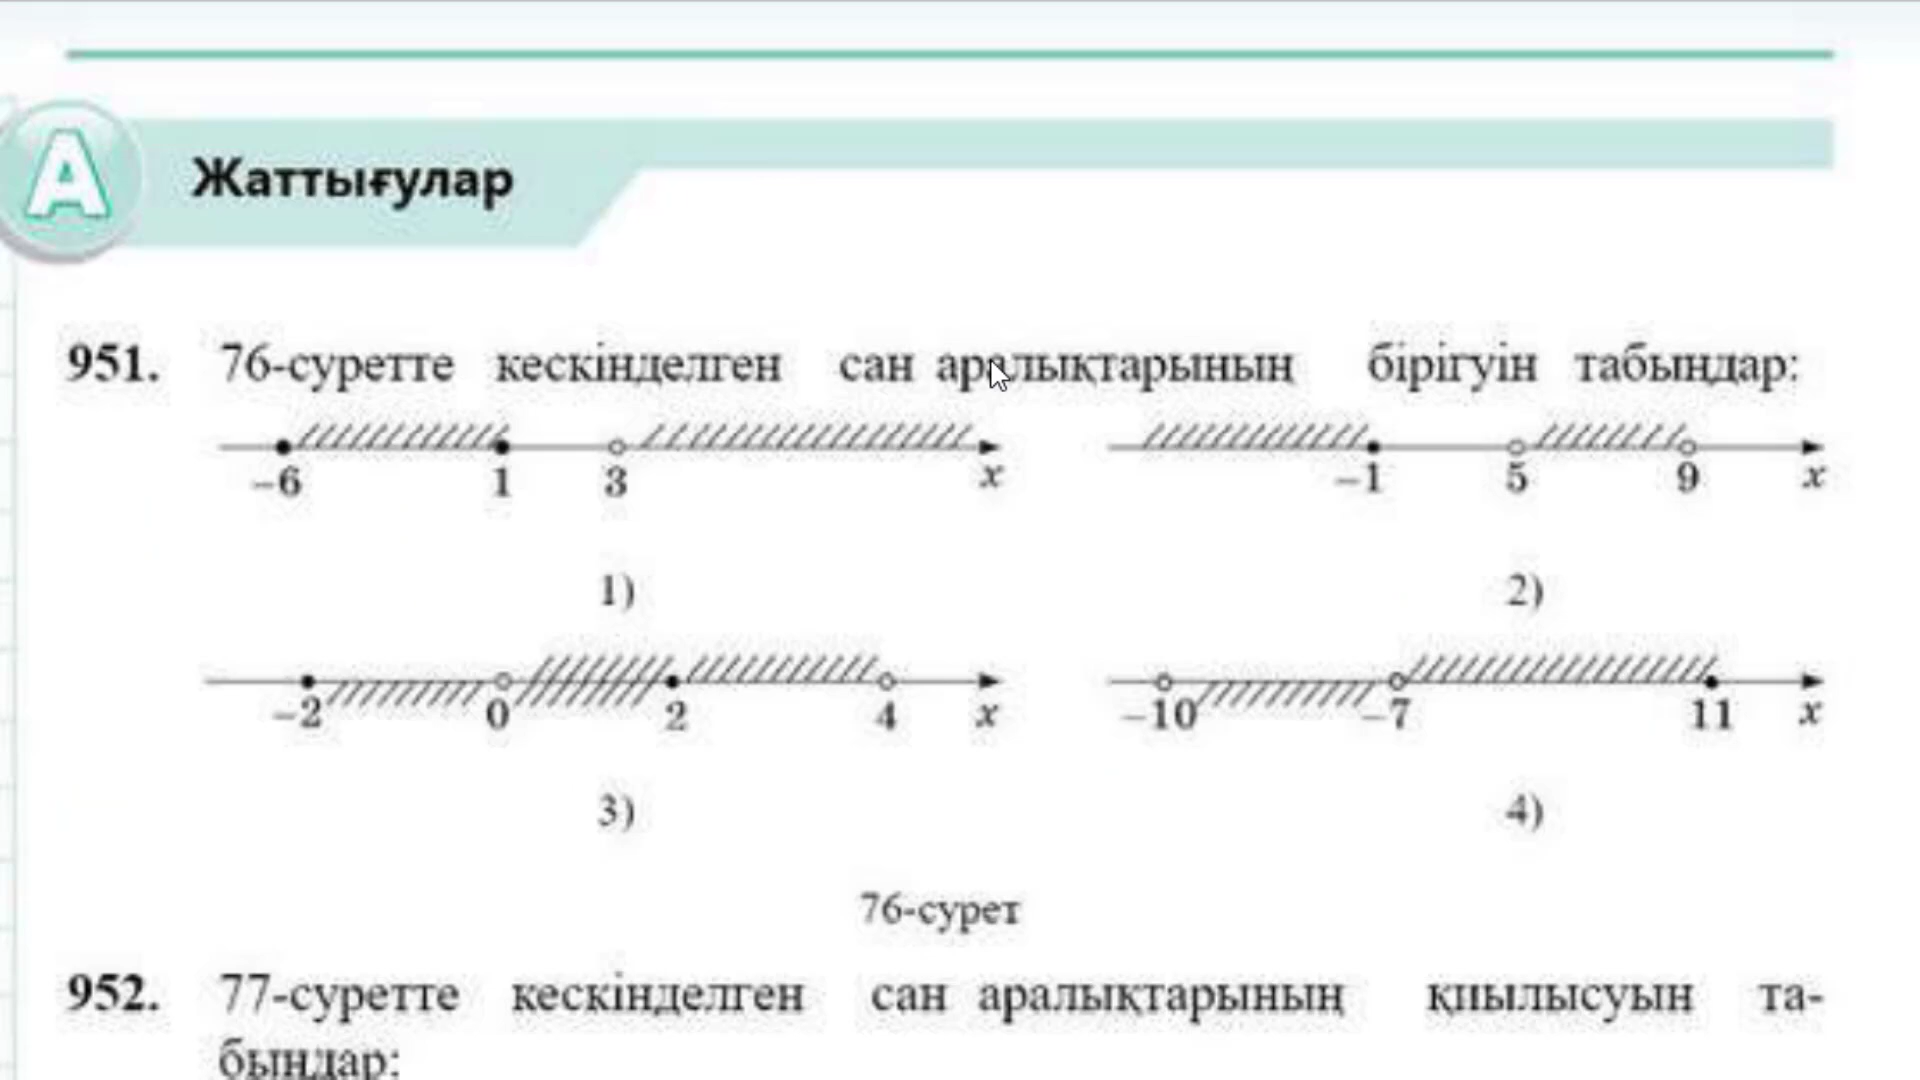 A Жаттығулар
951. 76-суретте кескінделген сан аралықтарының бірігуін табыңдар:
-6 1 3 x -1 5 9 x
1) 2)
-2 0 2 4 x -10 -7 11 x
3) 4)
76-сурет
952. 77-суретте кескінделген сан аралықтарының қиылысуын та-
быңдар: